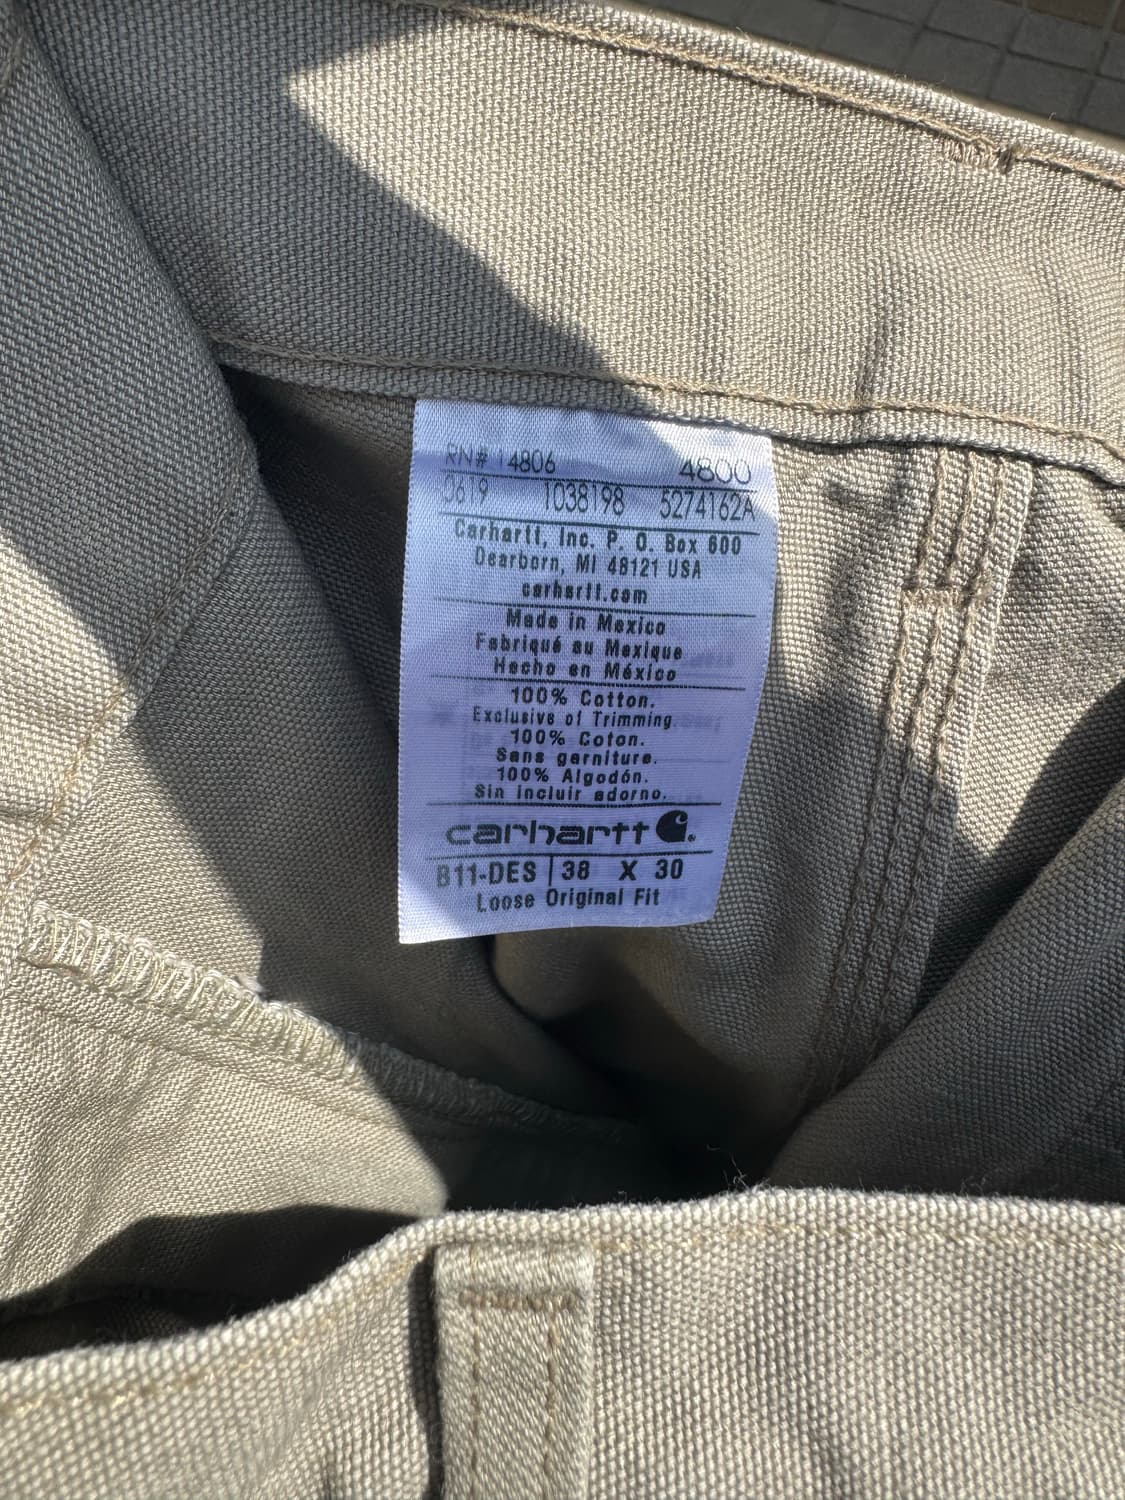 RN# 14806 4800
0619 1038198 5274162A
Carhartt, Inc. P. O. Box 600
Dearborn, MI 48121 USA
carhartt.com
Made in Mexico
Fabriqué au Mexique
Hecho en México
100% Cotton.
Exclusive of Trimming.
100% Coton.
Sans garniture.
100% Algodón.
Sin incluir adorno.
carhartt
B11-DES 38 X 30
Loose Original Fit